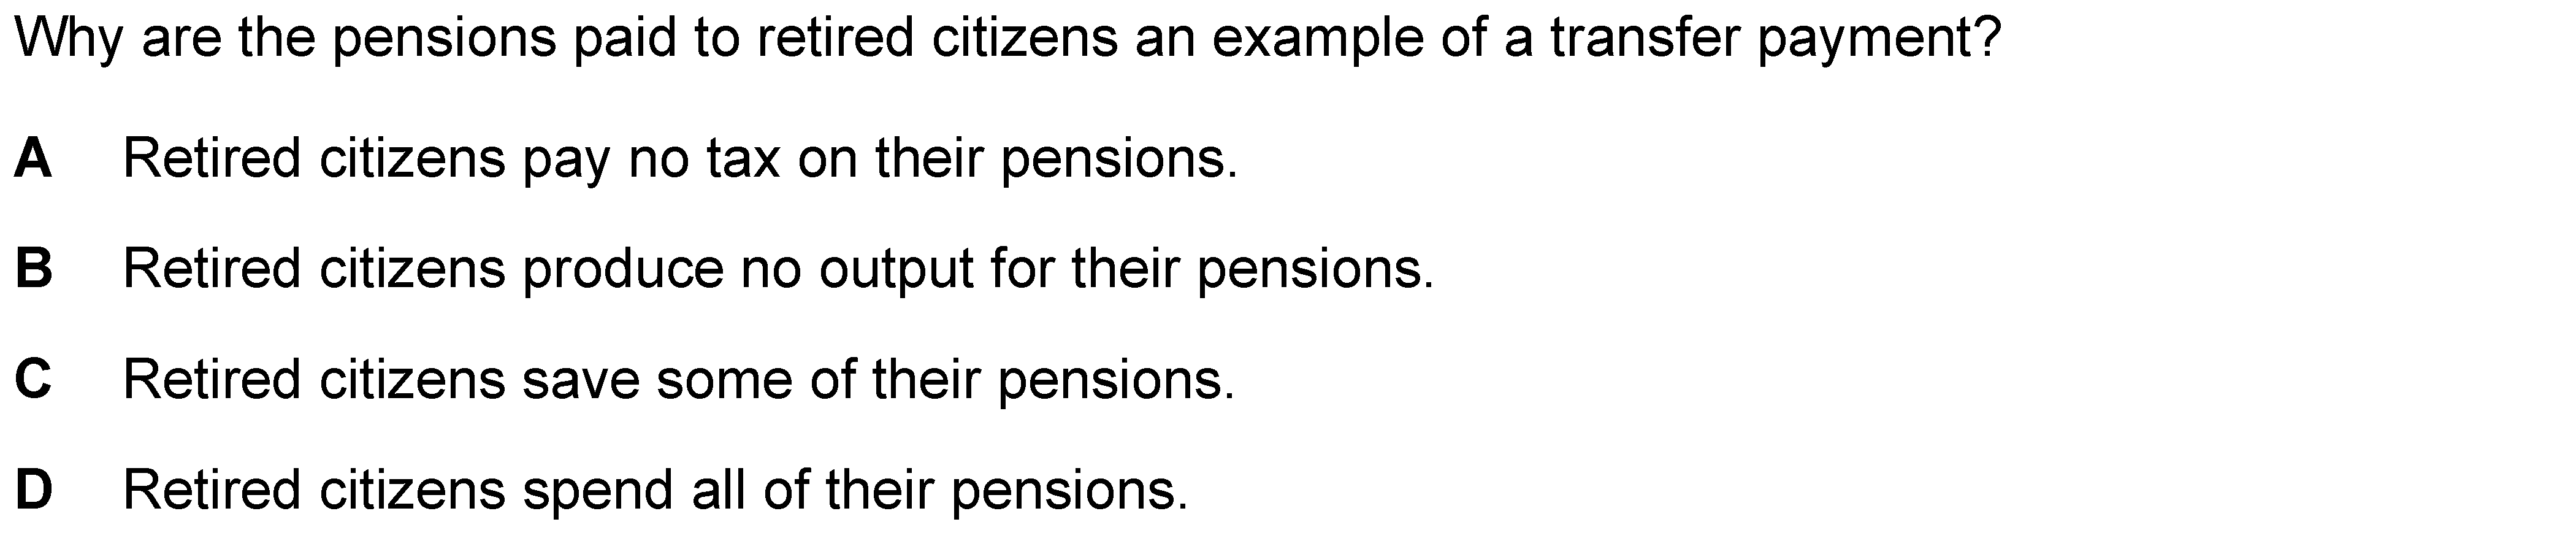 Why are the pensions paid to retired citizens an example of a transfer payment?
A Retired citizens pay no tax on their pensions.
B Retired citizens produce no output for their pensions.
C Retired citizens save some of their pensions.
D Retired citizens spend all of their pensions.